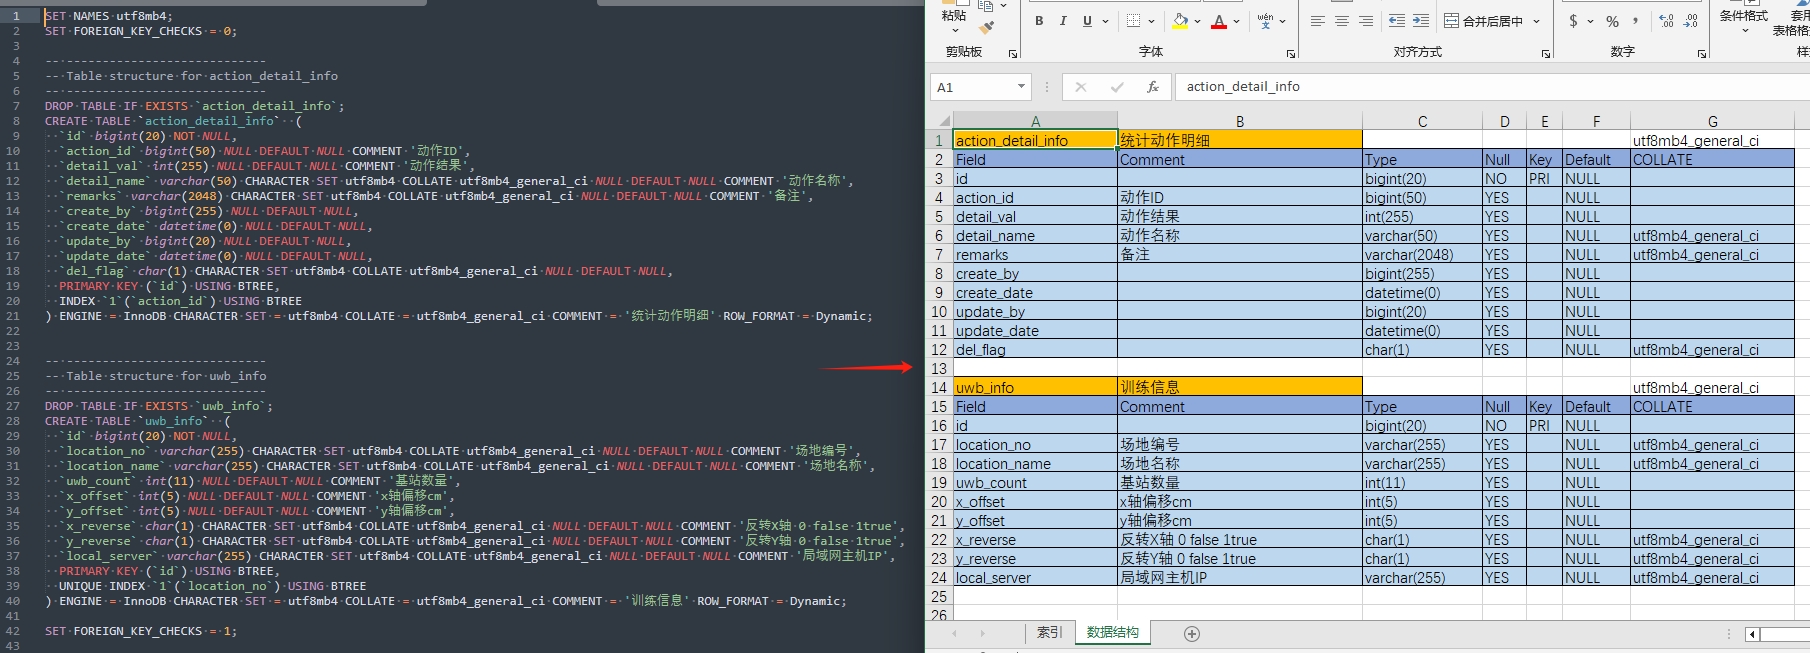 1 SET NAMES utf8mb4;
2 SET FOREIGN_KEY_CHECKS = 0;
3
4 -- ----------------------------
5 -- Table structure for action_detail_info
6 -- ----------------------------
7 DROP TABLE IF EXISTS `action_detail_info`;
8 CREATE TABLE `action_detail_info`  (
9   `id` bigint(20) NOT NULL,
10   `action_id` bigint(50) NULL DEFAULT NULL COMMENT '动作ID',
11   `detail_val` int(255) NULL DEFAULT NULL COMMENT '动作结果',
12   `detail_name` varchar(50) CHARACTER SET utf8mb4 COLLATE utf8mb4_general_ci NULL DEFAULT NULL COMMENT '动作名称',
13   `remarks` varchar(2048) CHARACTER SET utf8mb4 COLLATE utf8mb4_general_ci NULL DEFAULT NULL COMMENT '备注',
14   `create_by` bigint(255) NULL DEFAULT NULL,
15   `create_date` datetime(0) NULL DEFAULT NULL,
16   `update_by` bigint(20) NULL DEFAULT NULL,
17   `update_date` datetime(0) NULL DEFAULT NULL,
18   `del_flag` char(1) CHARACTER SET utf8mb4 COLLATE utf8mb4_general_ci NULL DEFAULT NULL,
19   PRIMARY KEY (`id`) USING BTREE,
20   INDEX `1`(`action_id`) USING BTREE
21 ) ENGINE = InnoDB CHARACTER SET = utf8mb4 COLLATE = utf8mb4_general_ci COMMENT = '统计动作明细' ROW_FORMAT = Dynamic;
22
23
24 -- ----------------------------
25 -- Table structure for uwb_info
26 -- ----------------------------
27 DROP TABLE IF EXISTS `uwb_info`;
28 CREATE TABLE `uwb_info`  (
29   `id` bigint(20) NOT NULL,
30   `location_no` varchar(255) CHARACTER SET utf8mb4 COLLATE utf8mb4_general_ci NULL DEFAULT NULL COMMENT '场地编号',
31   `location_name` varchar(255) CHARACTER SET utf8mb4 COLLATE utf8mb4_general_ci NULL DEFAULT NULL COMMENT '场地名称',
32   `uwb_count` int(11) NULL DEFAULT NULL COMMENT '基站数量',
33   `x_offset` int(5) NULL DEFAULT NULL COMMENT 'x轴偏移cm',
34   `y_offset` int(5) NULL DEFAULT NULL COMMENT 'y轴偏移cm',
35   `x_reverse` char(1) CHARACTER SET utf8mb4 COLLATE utf8mb4_general_ci NULL DEFAULT NULL COMMENT '反转X轴 0 false 1true',
36   `y_reverse` char(1) CHARACTER SET utf8mb4 COLLATE utf8mb4_general_ci NULL DEFAULT NULL COMMENT '反转Y轴 0 false 1true',
37   `local_server` varchar(255) CHARACTER SET utf8mb4 COLLATE utf8mb4_general_ci NULL DEFAULT NULL COMMENT '局域网主机IP',
38   PRIMARY KEY (`id`) USING BTREE,
39   UNIQUE INDEX `1`(`location_no`) USING BTREE
40 ) ENGINE = InnoDB CHARACTER SET = utf8mb4 COLLATE = utf8mb4_general_ci COMMENT = '训练信息' ROW_FORMAT = Dynamic;
41
42 SET FOREIGN_KEY_CHECKS = 1;
43
粘贴 B I U A wén 文 合并后居中 $ % , 条件格式 套用
表格格
剪贴板 字体 对齐方式 数字
A1 fx action_detail_info
A B C D E F G
1 action_detail_info 统计动作明细 utf8mb4_general_ci
2 Field Comment Type Null Key Default COLLATE
3 id bigint(20) NO PRI NULL
4 action_id 动作ID bigint(50) YES NULL
5 detail_val 动作结果 int(255) YES NULL
6 detail_name 动作名称 varchar(50) YES NULL utf8mb4_general_ci
7 remarks 备注 varchar(2048) YES NULL utf8mb4_general_ci
8 create_by bigint(255) YES NULL
9 create_date datetime(0) YES NULL
10 update_by bigint(20) YES NULL
11 update_date datetime(0) YES NULL
12 del_flag char(1) YES NULL utf8mb4_general_ci
13
14 uwb_info 训练信息 utf8mb4_general_ci
15 Field Comment Type Null Key Default COLLATE
16 id bigint(20) NO PRI NULL
17 location_no 场地编号 varchar(255) YES NULL utf8mb4_general_ci
18 location_name 场地名称 varchar(255) YES NULL utf8mb4_general_ci
19 uwb_count 基站数量 int(11) YES NULL
20 x_offset x轴偏移cm int(5) YES NULL
21 y_offset y轴偏移cm int(5) YES NULL
22 x_reverse 反转X轴 0 false 1true char(1) YES NULL utf8mb4_general_ci
23 y_reverse 反转Y轴 0 false 1true char(1) YES NULL utf8mb4_general_ci
24 local_server 局域网主机IP varchar(255) YES NULL utf8mb4_general_ci
25
26
索引 数据结构